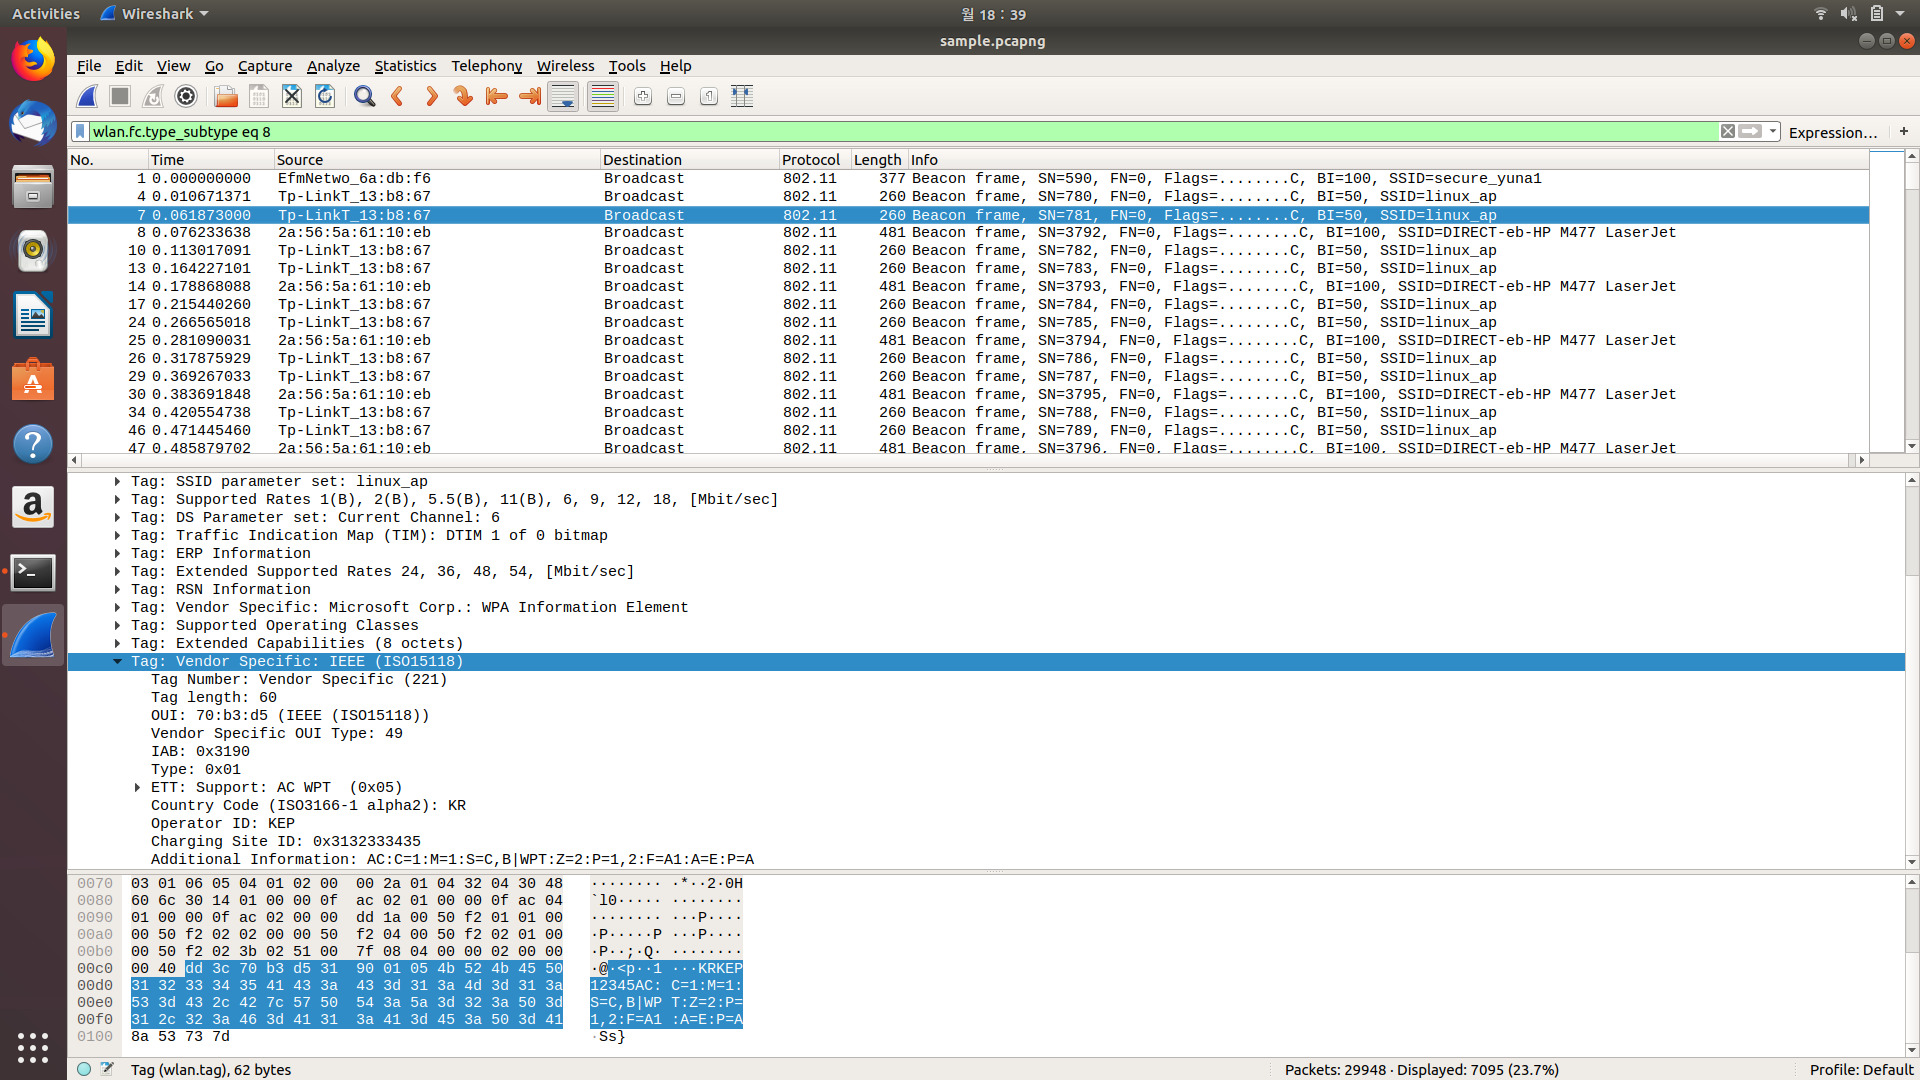 Activities
Wireshark
월 18 : 39
sample.pcapng
File Edit View Go Capture Analyze Statistics Telephony Wireless Tools Help
wlan.fc.type_subtype eq 8
Expression… +
No. Time Source Destination Protocol Length Info
1 0.000000000 EfmNetwo_6a:db:f6 Broadcast 802.11 377 Beacon frame, SN=590, FN=0, Flags=........C, BI=100, SSID=secure_yuna1
4 0.010671371 Tp-LinkT_13:b8:67 Broadcast 802.11 260 Beacon frame, SN=780, FN=0, Flags=........C, BI=50, SSID=linux_ap
7 0.061873000 Tp-LinkT_13:b8:67 Broadcast 802.11 260 Beacon frame, SN=781, FN=0, Flags=........C, BI=50, SSID=linux_ap
8 0.076233638 2a:56:5a:61:10:eb Broadcast 802.11 481 Beacon frame, SN=3792, FN=0, Flags=........C, BI=100, SSID=DIRECT-eb-HP M477 LaserJet
10 0.113017091 Tp-LinkT_13:b8:67 Broadcast 802.11 260 Beacon frame, SN=782, FN=0, Flags=........C, BI=50, SSID=linux_ap
13 0.164227101 Tp-LinkT_13:b8:67 Broadcast 802.11 260 Beacon frame, SN=783, FN=0, Flags=........C, BI=50, SSID=linux_ap
14 0.178868088 2a:56:5a:61:10:eb Broadcast 802.11 481 Beacon frame, SN=3793, FN=0, Flags=........C, BI=100, SSID=DIRECT-eb-HP M477 LaserJet
17 0.215440260 Tp-LinkT_13:b8:67 Broadcast 802.11 260 Beacon frame, SN=784, FN=0, Flags=........C, BI=50, SSID=linux_ap
24 0.266565018 Tp-LinkT_13:b8:67 Broadcast 802.11 260 Beacon frame, SN=785, FN=0, Flags=........C, BI=50, SSID=linux_ap
25 0.281090031 2a:56:5a:61:10:eb Broadcast 802.11 481 Beacon frame, SN=3794, FN=0, Flags=........C, BI=100, SSID=DIRECT-eb-HP M477 LaserJet
26 0.317875929 Tp-LinkT_13:b8:67 Broadcast 802.11 260 Beacon frame, SN=786, FN=0, Flags=........C, BI=50, SSID=linux_ap
29 0.369267033 Tp-LinkT_13:b8:67 Broadcast 802.11 260 Beacon frame, SN=787, FN=0, Flags=........C, BI=50, SSID=linux_ap
30 0.383691848 2a:56:5a:61:10:eb Broadcast 802.11 481 Beacon frame, SN=3795, FN=0, Flags=........C, BI=100, SSID=DIRECT-eb-HP M477 LaserJet
34 0.420554738 Tp-LinkT_13:b8:67 Broadcast 802.11 260 Beacon frame, SN=788, FN=0, Flags=........C, BI=50, SSID=linux_ap
46 0.471445460 Tp-LinkT_13:b8:67 Broadcast 802.11 260 Beacon frame, SN=789, FN=0, Flags=........C, BI=50, SSID=linux_ap
47 0.485879702 2a:56:5a:61:10:eb Broadcast 802.11 481 Beacon frame, SN=3796, FN=0, Flags=........C, BI=100, SSID=DIRECT-eb-HP M477 LaserJet
Tag: SSID parameter set: linux_ap
Tag: Supported Rates 1(B), 2(B), 5.5(B), 11(B), 6, 9, 12, 18, [Mbit/sec]
Tag: DS Parameter set: Current Channel: 6
Tag: Traffic Indication Map (TIM): DTIM 1 of 0 bitmap
Tag: ERP Information
Tag: Extended Supported Rates 24, 36, 48, 54, [Mbit/sec]
Tag: RSN Information
Tag: Vendor Specific: Microsoft Corp.: WPA Information Element
Tag: Supported Operating Classes
Tag: Extended Capabilities (8 octets)
Tag: Vendor Specific: IEEE (ISO15118)
Tag Number: Vendor Specific (221)
Tag length: 60
OUI: 70:b3:d5 (IEEE (ISO15118))
Vendor Specific OUI Type: 49
IAB: 0x3190
Type: 0x01
ETT: Support: AC WPT (0x05)
Country Code (ISO3166-1 alpha2): KR
Operator ID: KEP
Charging Site ID: 0x3132333435
Additional Information: AC:C=1:M=1:S=C,B|WPT:Z=2:P=1,2:F=A1:A=E:P=A
0070 03 01 06 05 04 01 02 00 00 2a 01 04 32 04 30 48 ········ ·*··2·0H
0080 60 6c 30 14 01 00 00 0f ac 02 01 00 00 0f ac 04 `l0····· ········
0090 01 00 00 0f ac 02 00 00 dd 1a 00 50 f2 01 01 00 ········ ···P····
00a0 00 50 f2 02 02 00 00 50 f2 04 00 50 f2 02 01 00 ·P·····P ···P····
00b0 00 50 f2 02 3b 02 51 00 7f 08 04 00 00 02 00 00 ·P··;·Q· ········
00c0 00 40 dd 3c 70 b3 d5 31 90 01 05 4b 52 4b 45 50 ·@·<p··1 ···KRKEP
00d0 31 32 33 34 35 41 43 3a 43 3d 31 3a 4d 3d 31 3a 12345AC: C=1:M=1:
00e0 53 3d 43 2c 42 7c 57 50 54 3a 5a 3d 32 3a 50 3d S=C,B|WP T:Z=2:P=
00f0 31 2c 32 3a 46 3d 41 31 3a 41 3d 45 3a 50 3d 41 1,2:F=A1 :A=E:P=A
0100 8a 53 73 7d ·Ss}
Tag (wlan.tag), 62 bytes
Packets: 29948 · Displayed: 7095 (23.7%)
Profile: Default